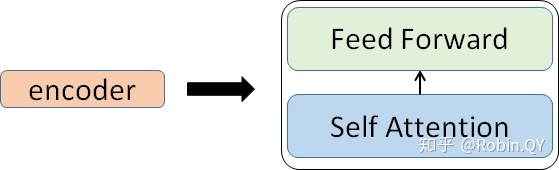 Feed Forward
encoder
Self Attention
知乎 @Robin.QY